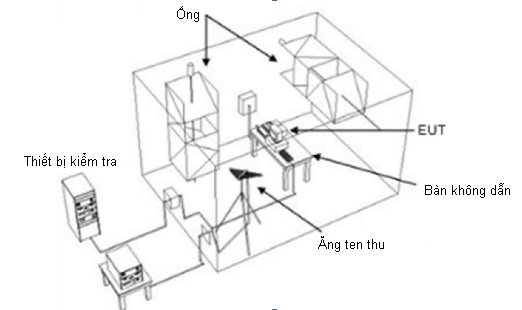 Ống
EUT
Thiết bị kiểm tra
Bàn không dẫn
Ăng ten thu